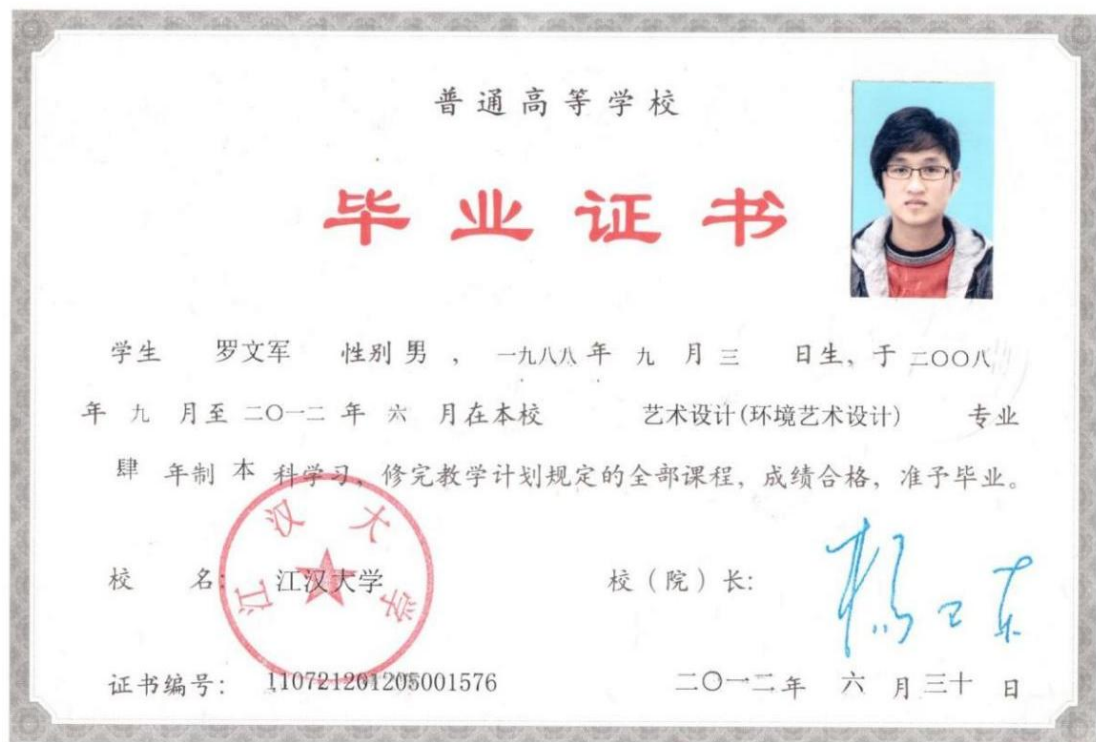 普通高等学校
毕业证书
学生 罗文军 性别 男 , 一九八八 年 九 月 三 日生, 于 二〇〇八
年 九 月至 二〇一二 年 六 月在本校 艺术设计(环境艺术设计) 专业
肆 年制 本 科学习, 修完教学计划规定的全部课程, 成绩合格, 准予毕业。
校 名: 江汉大学 校(院)长:
江汉大学
证书编号: 110721201205001576 二〇一二年 六 月 三十 日